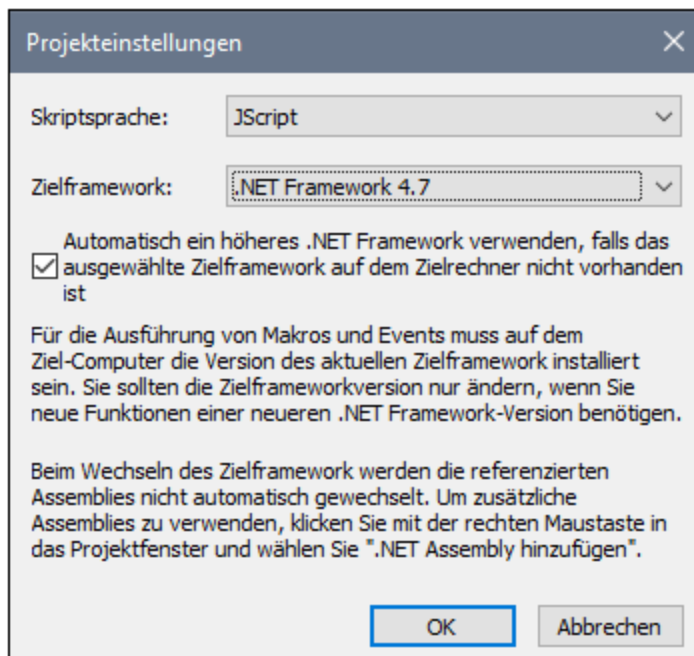 Projekteinstellungen
Skriptsprache: JScript
Zielframework: .NET Framework 4.7
Automatisch ein höheres .NET Framework verwenden, falls das
ausgewählte Zielframework auf dem Zielrechner nicht vorhanden
ist
Für die Ausführung von Makros und Events muss auf dem
Ziel-Computer die Version des aktuellen Zielframework installiert
sein. Sie sollten die Zielframeworkversion nur ändern, wenn Sie
neue Funktionen einer neueren .NET Framework-Version benötigen.
Beim Wechseln des Zielframework werden die referenzierten
Assemblies nicht automatisch gewechselt. Um zusätzliche
Assemblies zu verwenden, klicken Sie mit der rechten Maustaste in
das Projektfenster und wählen Sie ".NET Assembly hinzufügen".
OK Abbrechen